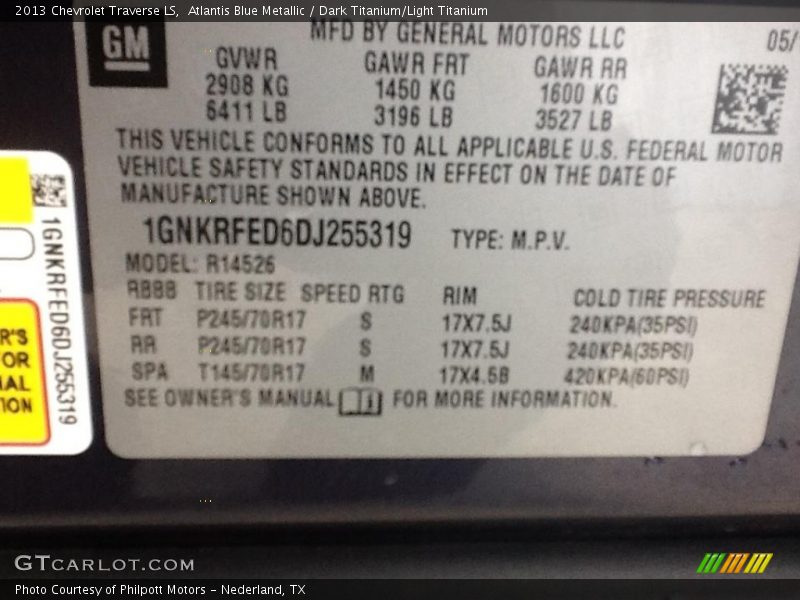 2013 Chevrolet Traverse LS,  Atlantis Blue Metallic / Dark Titanium/Light Titanium
GM
MFD BY GENERAL MOTORS LLC
05/
GVWR GAWR FRT GAWR RR
2908 KG 1450 KG 1600 KG
6411 LB 3196 LB 3527 LB
THIS VEHICLE CONFORMS TO ALL APPLICABLE U.S. FEDERAL MOTOR
VEHICLE SAFETY STANDARDS IN EFFECT ON THE DATE OF
MANUFACTURE SHOWN ABOVE.
1GNKRFED6DJ255319 TYPE: M.P.V.
MODEL: R14526
TIRE SIZE SPEED RTG RIM COLD TIRE PRESSURE
FRT P245/70R17 S 17X7.5J 240KPA(35PSI)
RR P245/70R17 S 17X7.5J 240KPA(35PSI)
SPA T145/70R17 M 17X4.5B 420KPA(60PSI)
SEE OWNER'S MANUAL FOR MORE INFORMATION.
1GNKRFED6DJ255319
R'S
OR
IAL
ION
GTCARLOT.COM
Photo Courtesy of Philpott Motors - Nederland, TX